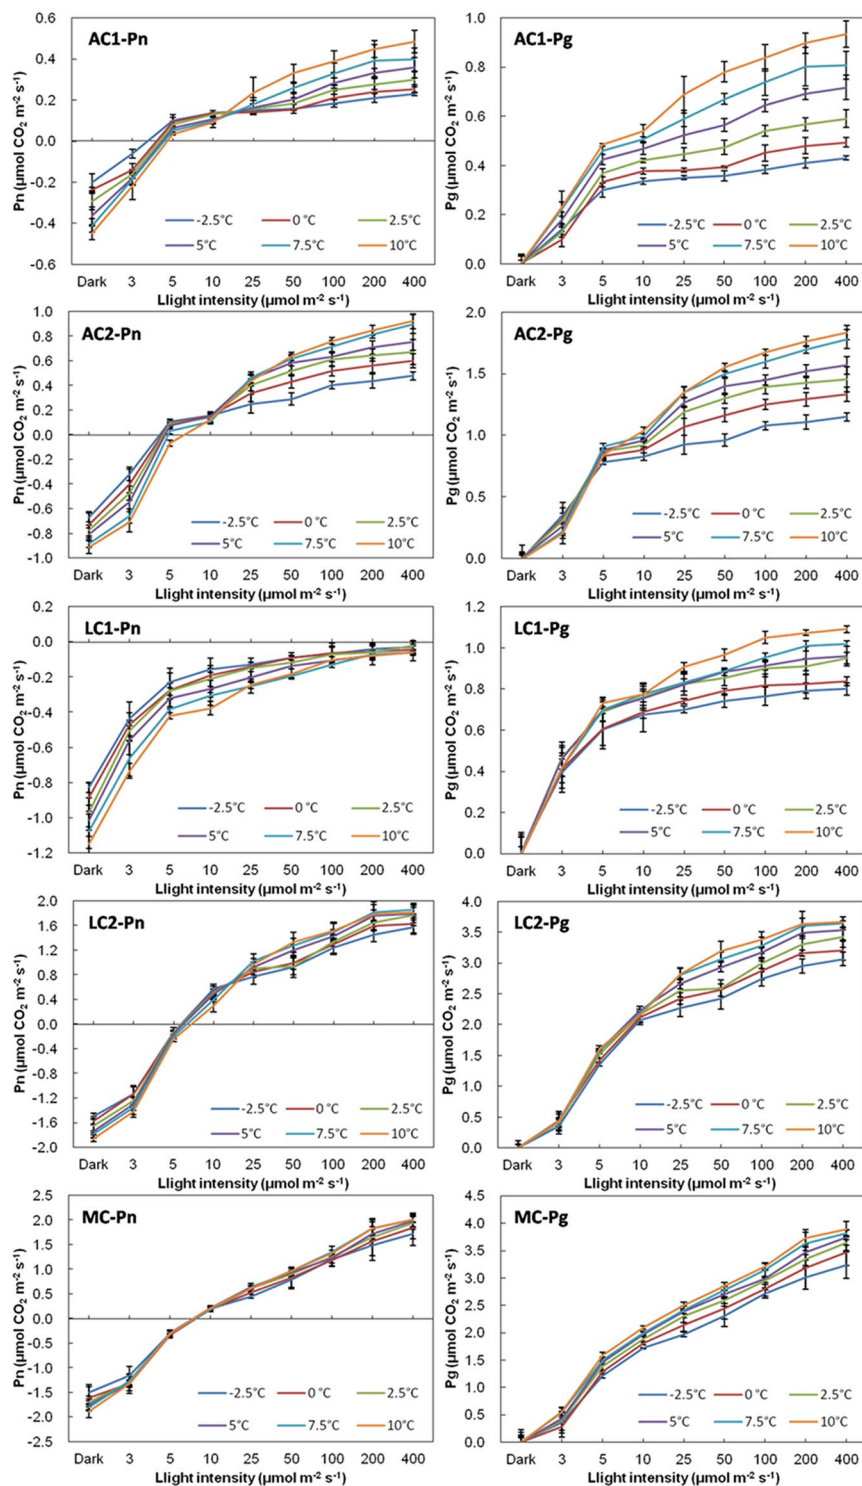 AC1-Pn
Pn (µmol CO₂ m⁻² s⁻¹)
0.6
0.4
0.2
0.0
-0.2
-0.4
-0.6
-2.5°C 0 °C 2.5°C
5°C 7.5°C 10°C
Dark 3 5 10 25 50 100 200 400
Llight intensity (µmol m⁻² s⁻¹)
AC1-Pg
Pg (µmol CO₂ m⁻² s⁻¹)
1.0
0.8
0.6
0.4
0.2
0.0
-2.5°C 0 °C 2.5°C
5°C 7.5°C 10°C
Dark 3 5 10 25 50 100 200 400
Llight intensity (µmol m⁻² s⁻¹)
AC2-Pn
Pn (µmol CO₂ m⁻² s⁻¹)
1.0
0.8
0.6
0.4
0.2
0.0
-0.2
-0.4
-0.6
-0.8
-1.0
-2.5°C 0 °C 2.5°C
5°C 7.5°C 10°C
Dark 3 5 10 25 50 100 200 400
Llight intensity (µmol m⁻² s⁻¹)
AC2-Pg
Pg (µmol CO₂ m⁻² s⁻¹)
2.0
1.5
1.0
0.5
0.0
-2.5°C 0 °C 2.5°C
5°C 7.5°C 10°C
Dark 3 5 10 25 50 100 200 400
Llight intensity (µmol m⁻² s⁻¹)
LC1-Pn
Pn (µmol CO₂ m⁻² s⁻¹)
0.2
0.0
-0.2
-0.4
-0.6
-0.8
-1.0
-1.2
-2.5°C 0 °C 2.5°C
5°C 7.5°C 10°C
Dark 3 5 10 25 50 100 200 400
Llight intensity (µmol m⁻² s⁻¹)
LC1-Pg
Pg (µmol CO₂ m⁻² s⁻¹)
1.2
1.0
0.8
0.6
0.4
0.2
0.0
-2.5°C 0 °C 2.5°C
5°C 7.5°C 10°C
Dark 3 5 10 25 50 100 200 400
Llight intensity (µmol m⁻² s⁻¹)
LC2-Pn
Pn (µmol CO₂ m⁻² s⁻¹)
2.0
1.6
1.2
0.8
0.4
0.0
-0.4
-0.8
-1.2
-1.6
-2.0
-2.5°C 0 °C 2.5°C
5°C 7.5°C 10°C
Dark 3 5 10 25 50 100 200 400
Llight intensity (µmol m⁻² s⁻¹)
LC2-Pg
Pg (µmol CO₂ m⁻² s⁻¹)
4.0
3.5
3.0
2.5
2.0
1.5
1.0
0.5
0.0
-2.5°C 0 °C 2.5°C
5°C 7.5°C 10°C
Dark 3 5 10 25 50 100 200 400
Llight intensity (µmol m⁻² s⁻¹)
MC-Pn
Pn (µmol CO₂ m⁻² s⁻¹)
2.5
2.0
1.5
1.0
0.5
0.0
-0.5
-1.0
-1.5
-2.0
-2.5
-2.5°C 0 °C 2.5°C
5°C 7.5°C 10°C
Dark 3 5 10 25 50 100 200 400
Llight intensity (µmol m⁻² s⁻¹)
MC-Pg
Pg (µmol CO₂ m⁻² s⁻¹)
4.5
4.0
3.5
3.0
2.5
2.0
1.5
1.0
0.5
0.0
-2.5°C 0 °C 2.5°C
5°C 7.5°C 10°C
Dark 3 5 10 25 50 100 200 400
Llight intensity (µmol m⁻² s⁻¹)